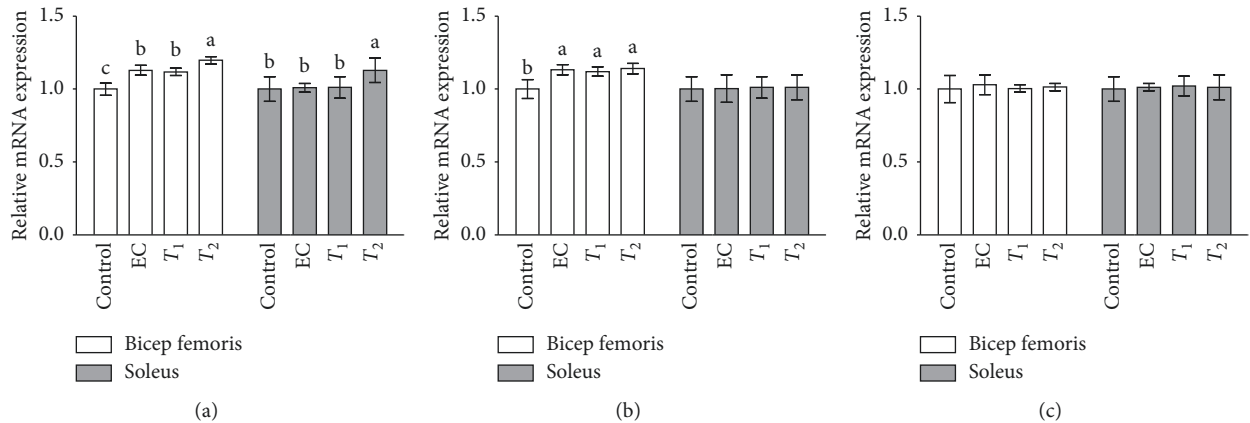 Relative mRNA expression
1.5
1.0
0.5
0.0
c
b
b
a
b
b
b
a
Control
EC
T1
T2
Control
EC
T1
T2
Bicep femoris
Soleus
(a)
Relative mRNA expression
1.5
1.0
0.5
0.0
b
a
a
a
Control
EC
T1
T2
Control
EC
T1
T2
Bicep femoris
Soleus
(b)
Relative mRNA expression
1.5
1.0
0.5
0.0
Control
EC
T1
T2
Control
EC
T1
T2
Bicep femoris
Soleus
(c)